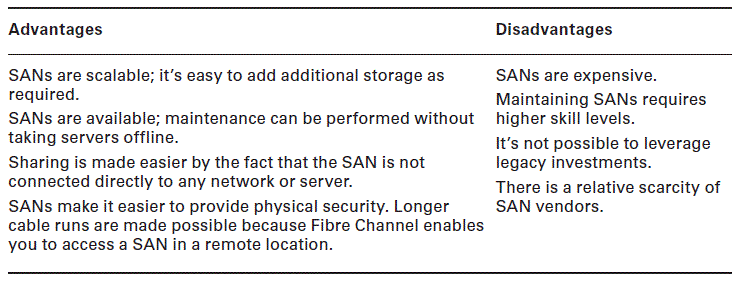 Advantages
Disadvantages
SANs are scalable; it's easy to add additional storage as
required.
SANs are available; maintenance can be performed without
taking servers offline.
Sharing is made easier by the fact that the SAN is not
connected directly to any network or server.
SANs make it easier to provide physical security. Longer
cable runs are made possible because Fibre Channel enables
you to access a SAN in a remote location.
SANs are expensive.
Maintaining SANs requires
higher skill levels.
It's not possible to leverage
legacy investments.
There is a relative scarcity of
SAN vendors.